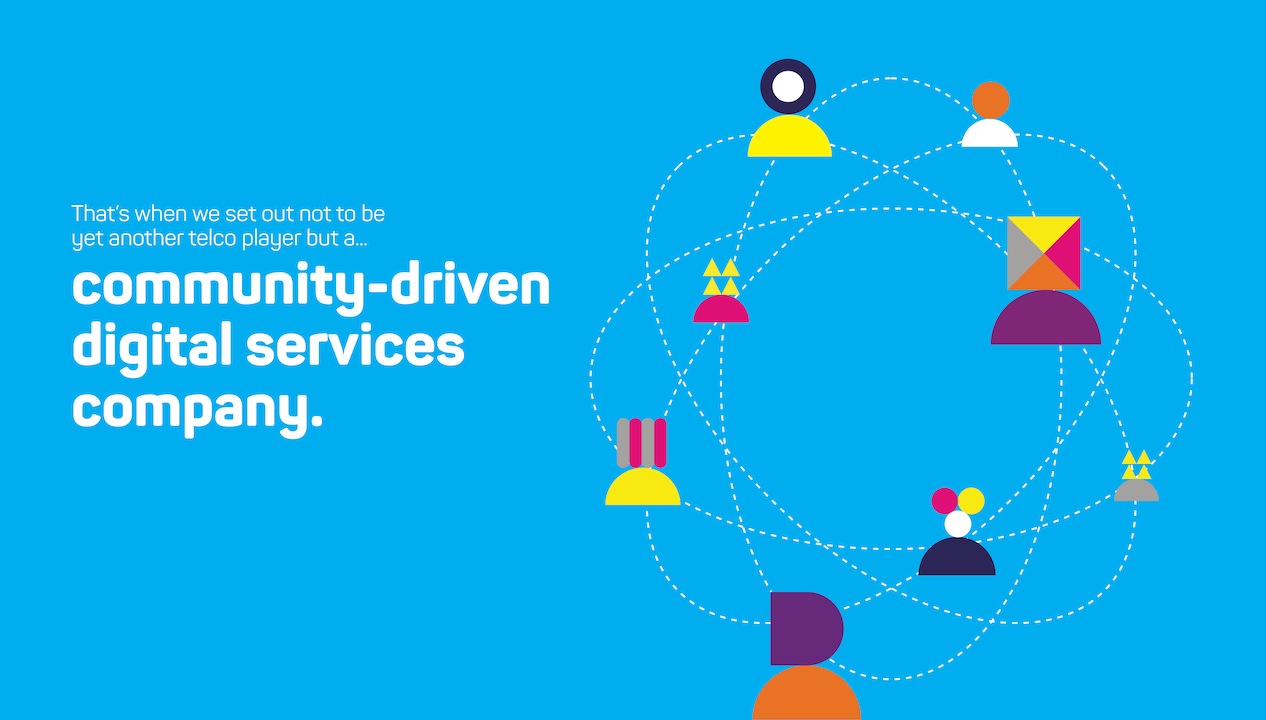 That's when we set out not to be
yet another telco player but a...
community-driven
digital services
company.